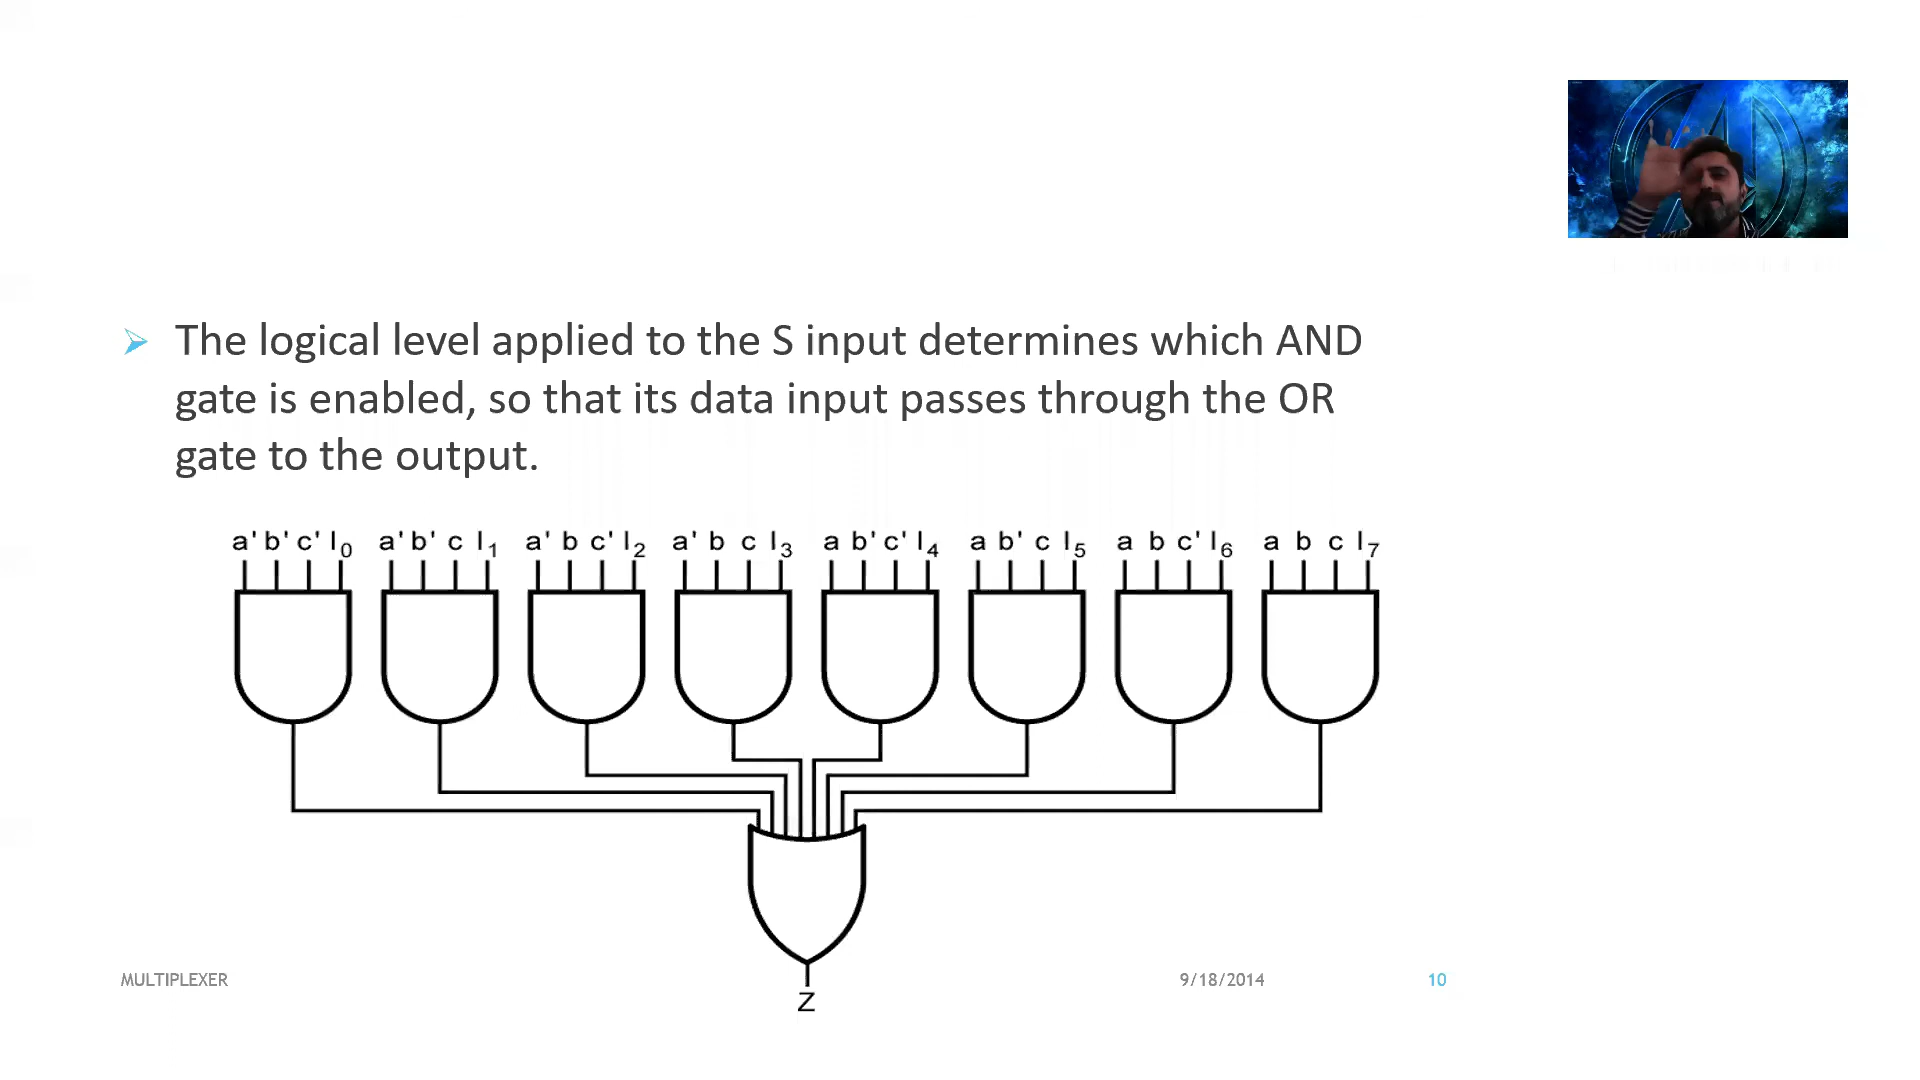 The logical level applied to the S input determines which AND
gate is enabled, so that its data input passes through the OR
gate to the output.
a' b' c' I₀ a' b' c I₁ a' b c' I₂ a' b c I₃ a b' c' I₄ a b' c I₅ a b c' I₆ a b c I₇
Z
MULTIPLEXER 9/18/2014 10